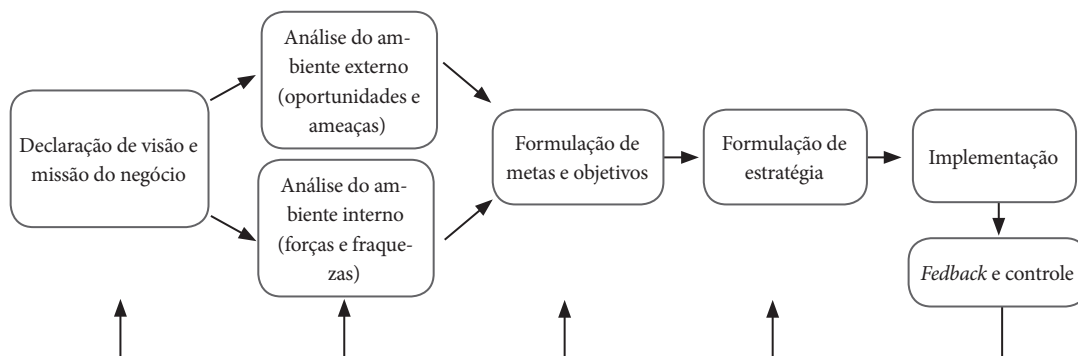 Declaração de visão e
missão do negócio
Análise do am-
biente externo
(oportunidades e
ameaças)
Análise do am-
biente interno
(forças e fraque-
zas)
Formulação de
metas e objetivos
Formulação de
estratégia
Implementação
Fedback e controle